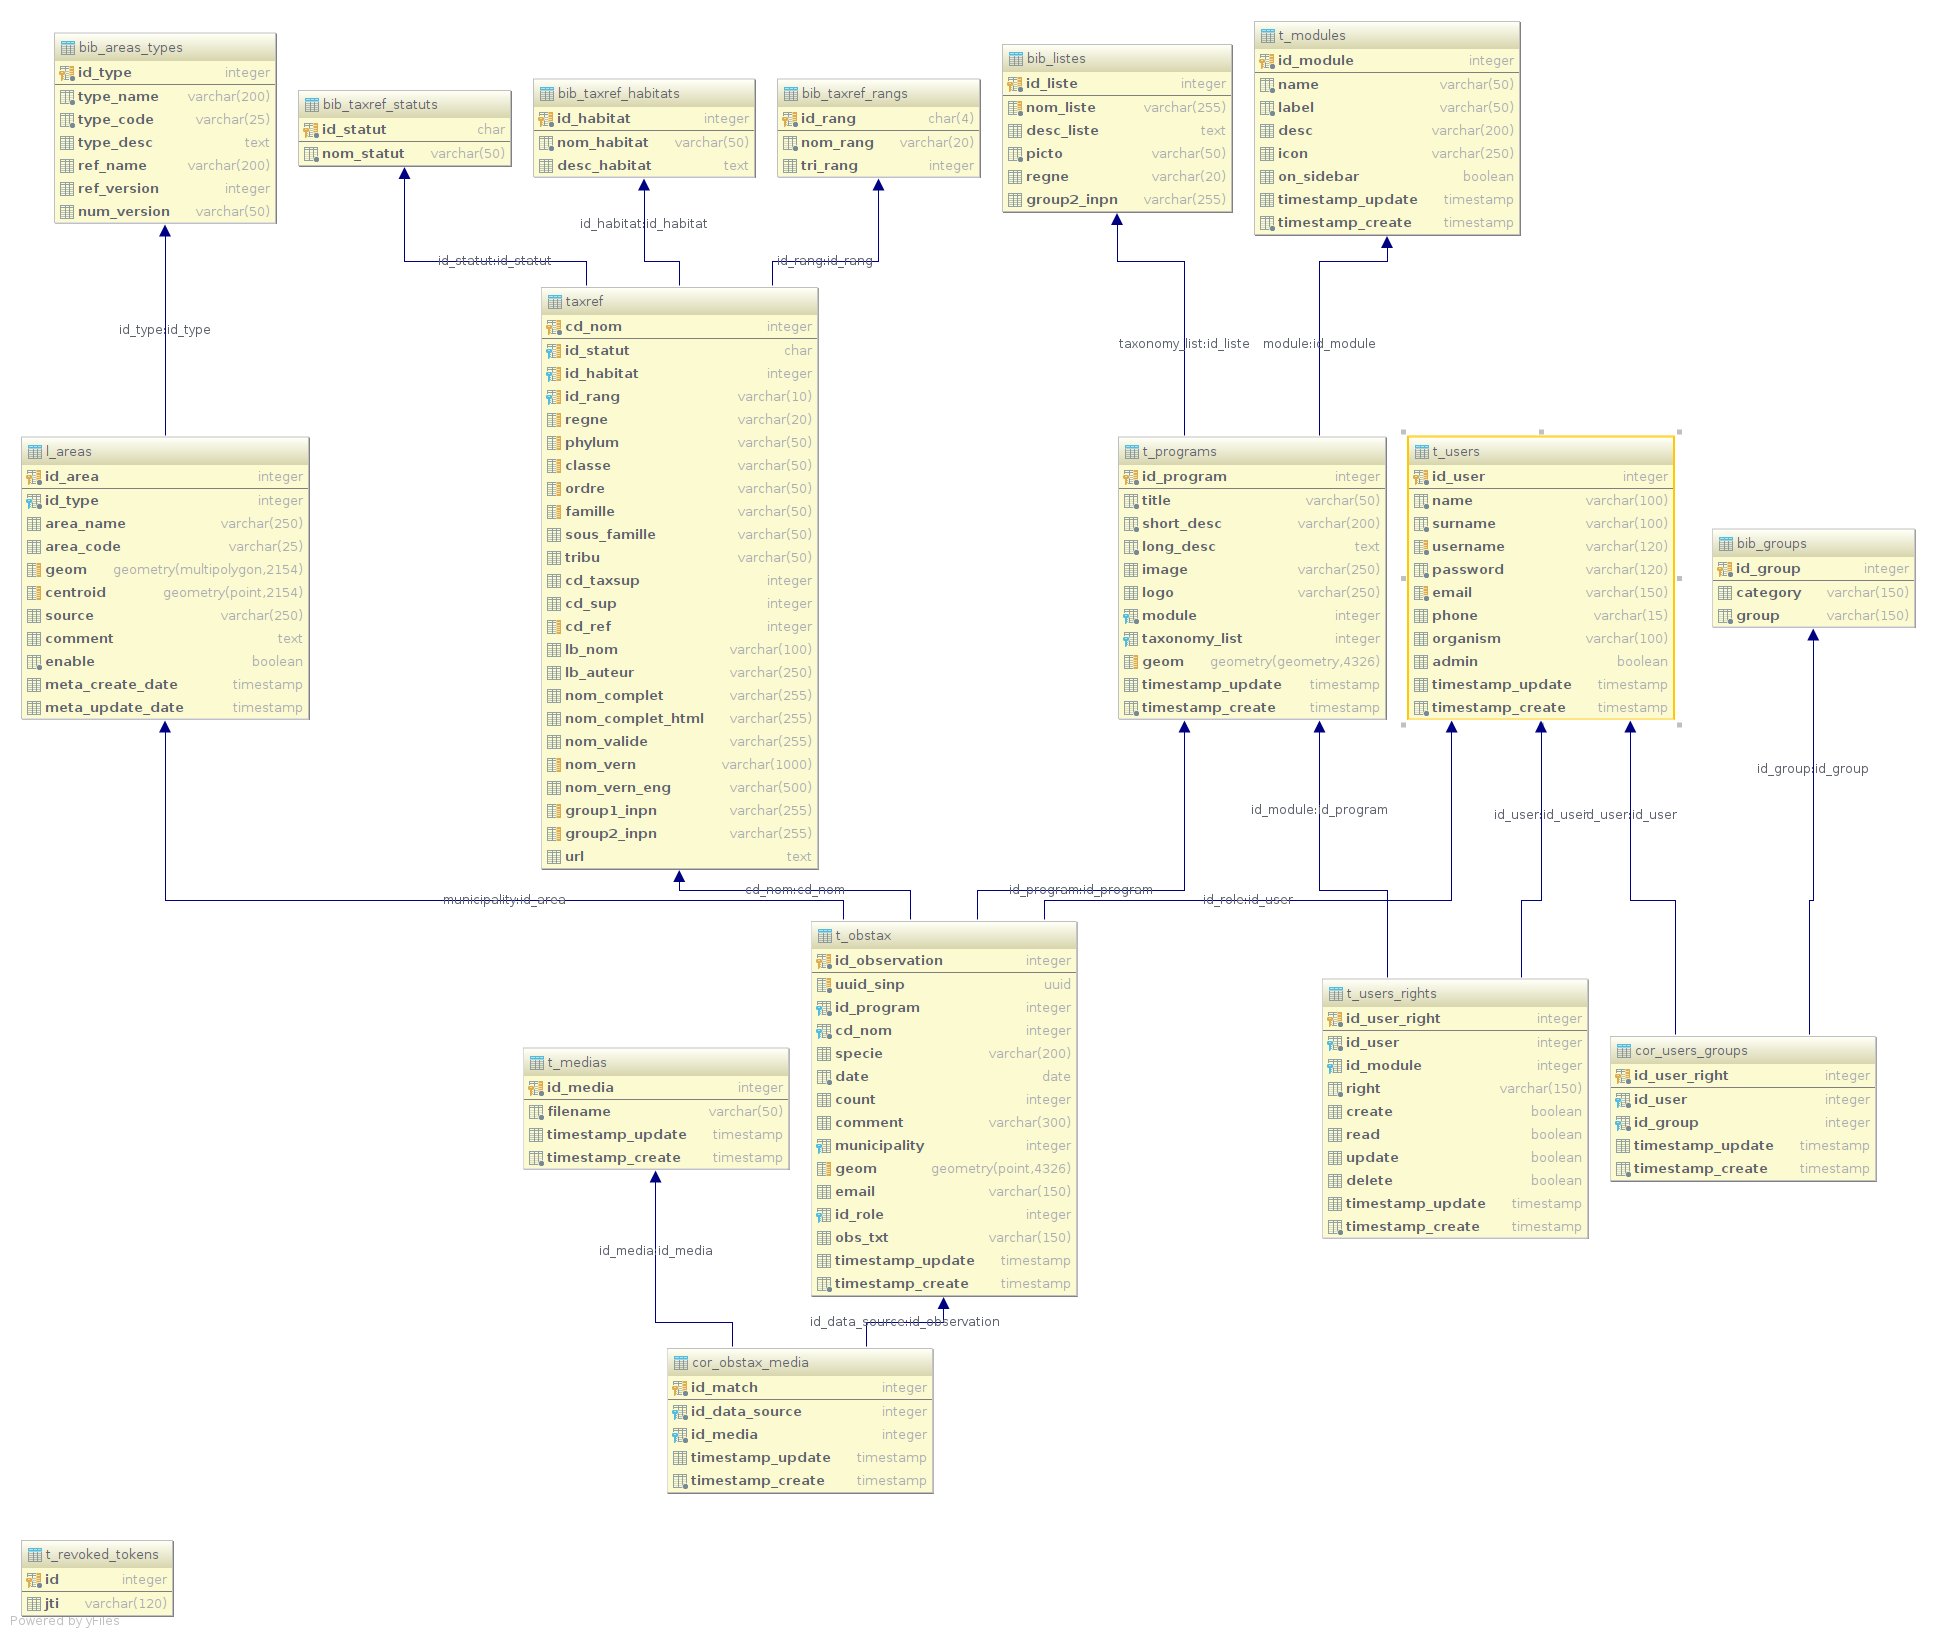 bib_areas_types
id_type integer
type_name varchar(200)
type_code varchar(25)
type_desc text
ref_name varchar(200)
ref_version integer
num_version varchar(50)
bib_taxref_statuts
id_statut char
nom_statut varchar(50)
bib_taxref_habitats
id_habitat integer
nom_habitat varchar(50)
desc_habitat text
bib_taxref_rangs
id_rang char(4)
nom_rang varchar(20)
tri_rang integer
bib_listes
id_liste integer
nom_liste varchar(255)
desc_liste text
picto varchar(50)
regne varchar(20)
group2_inpn varchar(255)
t_modules
id_module integer
name varchar(50)
label varchar(50)
desc varchar(200)
icon varchar(250)
on_sidebar boolean
timestamp_update timestamp
timestamp_create timestamp
id_habitat:id_habitat
id_statut:id_statut
id_rang:id_rang
id_type:id_type
taxonomy_list:id_liste
module:id_module
taxref
cd_nom integer
id_statut char
id_habitat integer
id_rang varchar(10)
regne varchar(20)
phylum varchar(50)
classe varchar(50)
ordre varchar(50)
famille varchar(50)
sous_famille varchar(50)
tribu varchar(50)
cd_taxsup integer
cd_sup integer
cd_ref integer
lb_nom varchar(100)
lb_auteur varchar(250)
nom_complet varchar(255)
nom_complet_html varchar(255)
nom_valide varchar(255)
nom_vern varchar(1000)
nom_vern_eng varchar(500)
group1_inpn varchar(255)
group2_inpn varchar(255)
url text
l_areas
id_area integer
id_type integer
area_name varchar(250)
area_code varchar(25)
geom geometry(multipolygon,2154)
centroid geometry(point,2154)
source varchar(250)
comment text
enable boolean
meta_create_date timestamp
meta_update_date timestamp
t_programs
id_program integer
title varchar(50)
short_desc varchar(200)
long_desc text
image varchar(250)
logo varchar(250)
module integer
taxonomy_list integer
geom geometry(geometry,4326)
timestamp_update timestamp
timestamp_create timestamp
t_users
id_user integer
name varchar(100)
surname varchar(100)
username varchar(120)
password varchar(120)
email varchar(150)
phone varchar(15)
organism varchar(100)
admin boolean
timestamp_update timestamp
timestamp_create timestamp
bib_groups
id_group integer
category varchar(150)
group varchar(150)
id_group:id_group
id_module:id_program
id_user:id_user
id_user:id_user
municipality:id_area
cd_nom:cd_nom
id_program:id_program
id_role:id_user
t_obstax
id_observation integer
uuid_sinp uuid
id_program integer
cd_nom integer
specie varchar(200)
date date
count integer
comment varchar(300)
municipality integer
geom geometry(point,4326)
email varchar(150)
id_role integer
obs_txt varchar(150)
timestamp_update timestamp
timestamp_create timestamp
t_users_rights
id_user_right integer
id_user integer
id_module integer
right varchar(150)
create boolean
read boolean
update boolean
delete boolean
timestamp_update timestamp
timestamp_create timestamp
cor_users_groups
id_user_right integer
id_user integer
id_group integer
timestamp_update timestamp
timestamp_create timestamp
t_medias
id_media integer
filename varchar(50)
timestamp_update timestamp
timestamp_create timestamp
id_media:id_media
id_data_source:id_observation
cor_obstax_media
id_match integer
id_data_source integer
id_media integer
timestamp_update timestamp
timestamp_create timestamp
t_revoked_tokens
id integer
jti varchar(120)
Powered by yFiles